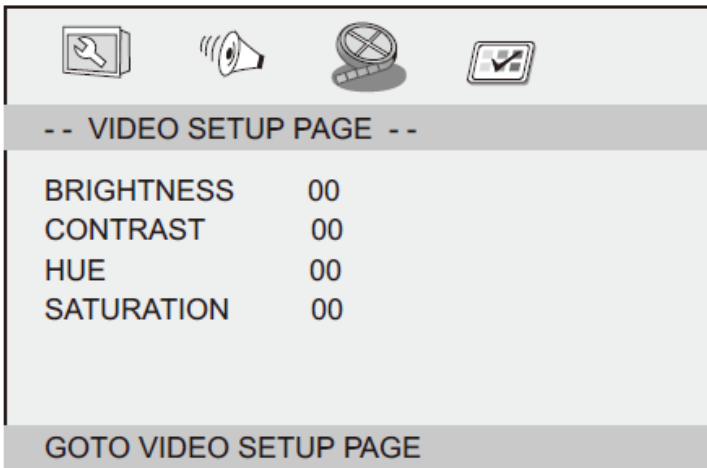 -- VIDEO SETUP PAGE --
BRIGHTNESS 00
CONTRAST 00
HUE 00
SATURATION 00
GOTO VIDEO SETUP PAGE